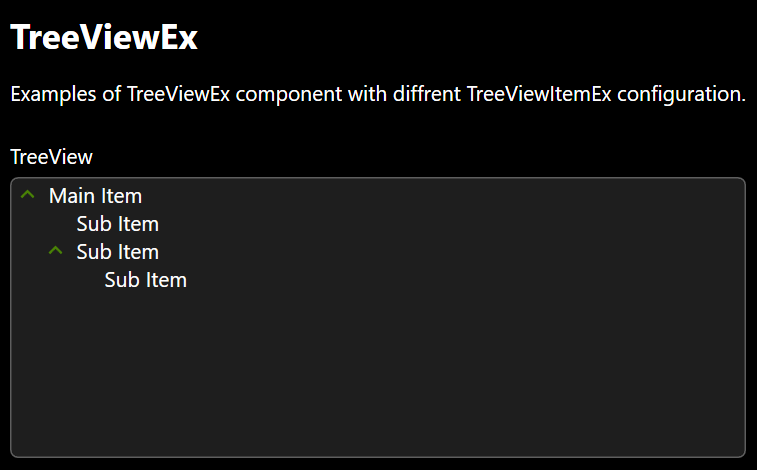 TreeViewEx
Examples of TreeViewEx component with diffrent TreeViewItemEx configuration.
TreeView
Main Item
Sub Item
Sub Item
Sub Item